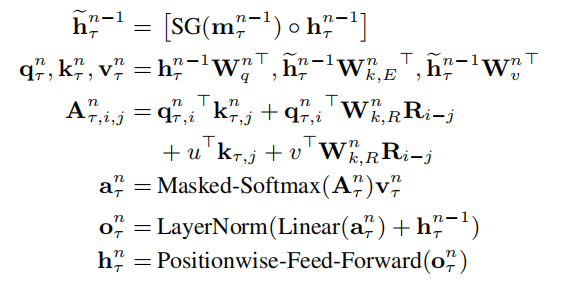 h̃_τ^{n−1} = [SG(m_τ^{n−1}) ∘ h_τ^{n−1}]
q_τ^n, k_τ^n, v_τ^n = h_τ^{n−1} W_q^{n⊤}, h̃_τ^{n−1} W_{k,E}^n ^⊤, h̃_τ^{n−1} W_v^{n⊤}
A_{τ,i,j}^n = q_{τ,i}^n ^⊤ k_{τ,j}^n + q_{τ,i}^n ^⊤ W_{k,R}^n R_{i−j}
+ u^⊤ k_{τ,j} + v^⊤ W_{k,R}^n R_{i−j}
a_τ^n = Masked-Softmax(A_τ^n) v_τ^n
o_τ^n = LayerNorm(Linear(a_τ^n) + h_τ^{n−1})
h_τ^n = Positionwise-Feed-Forward(o_τ^n)